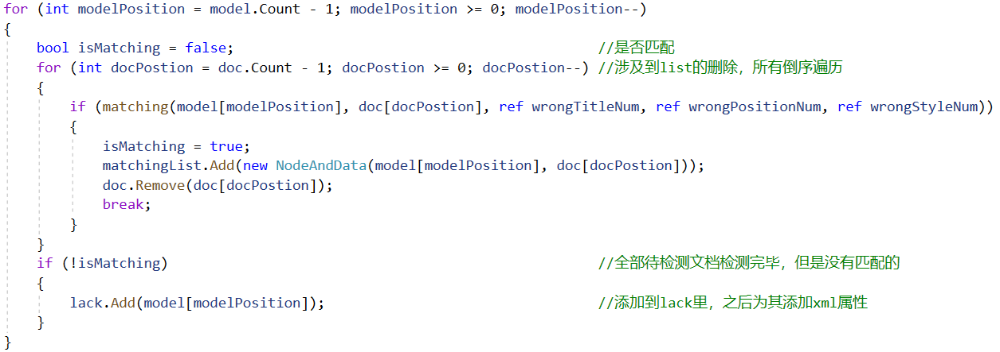 for (int modelPosition = model.Count - 1; modelPosition >= 0; modelPosition--)
{
    bool isMatching = false;                                            //是否匹配
    for (int docPostion = doc.Count - 1; docPostion >= 0; docPostion--) //涉及到list的删除，所有倒序遍历
    {
        if (matching(model[modelPosition], doc[docPostion], ref wrongTitleNum, ref wrongPositionNum, ref wrongStyleNum))
        {
            isMatching = true;
            matchingList.Add(new NodeAndData(model[modelPosition], doc[docPostion]));
            doc.Remove(doc[docPostion]);
            break;
        }
    }
    if (!isMatching)                                                    //全部待检测文档检测完毕，但是没有匹配的
    {
        lack.Add(model[modelPosition]);                                 //添加到lack里，之后为其添加xml属性
    }
}